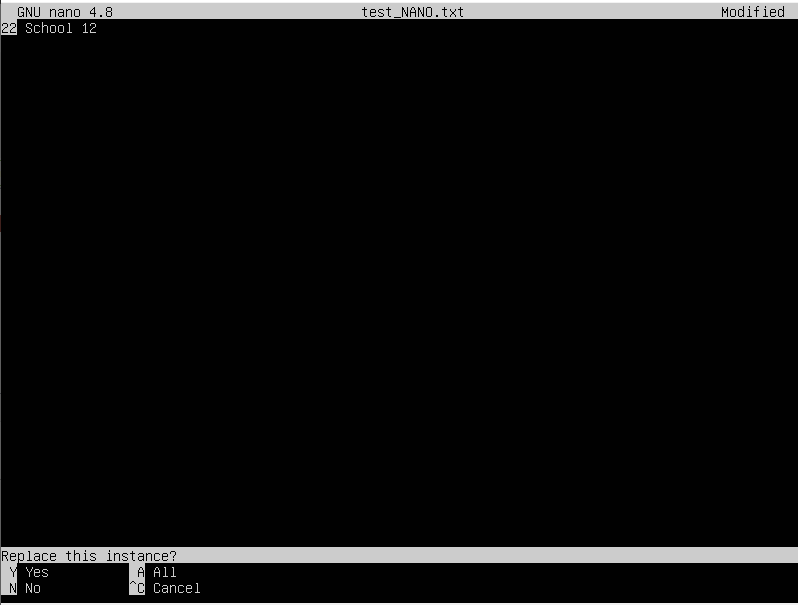 GNU nano 4.8 test_NANO.txt Modified
22 School 12
Replace this instance?
Y Yes A All
N No ^C Cancel